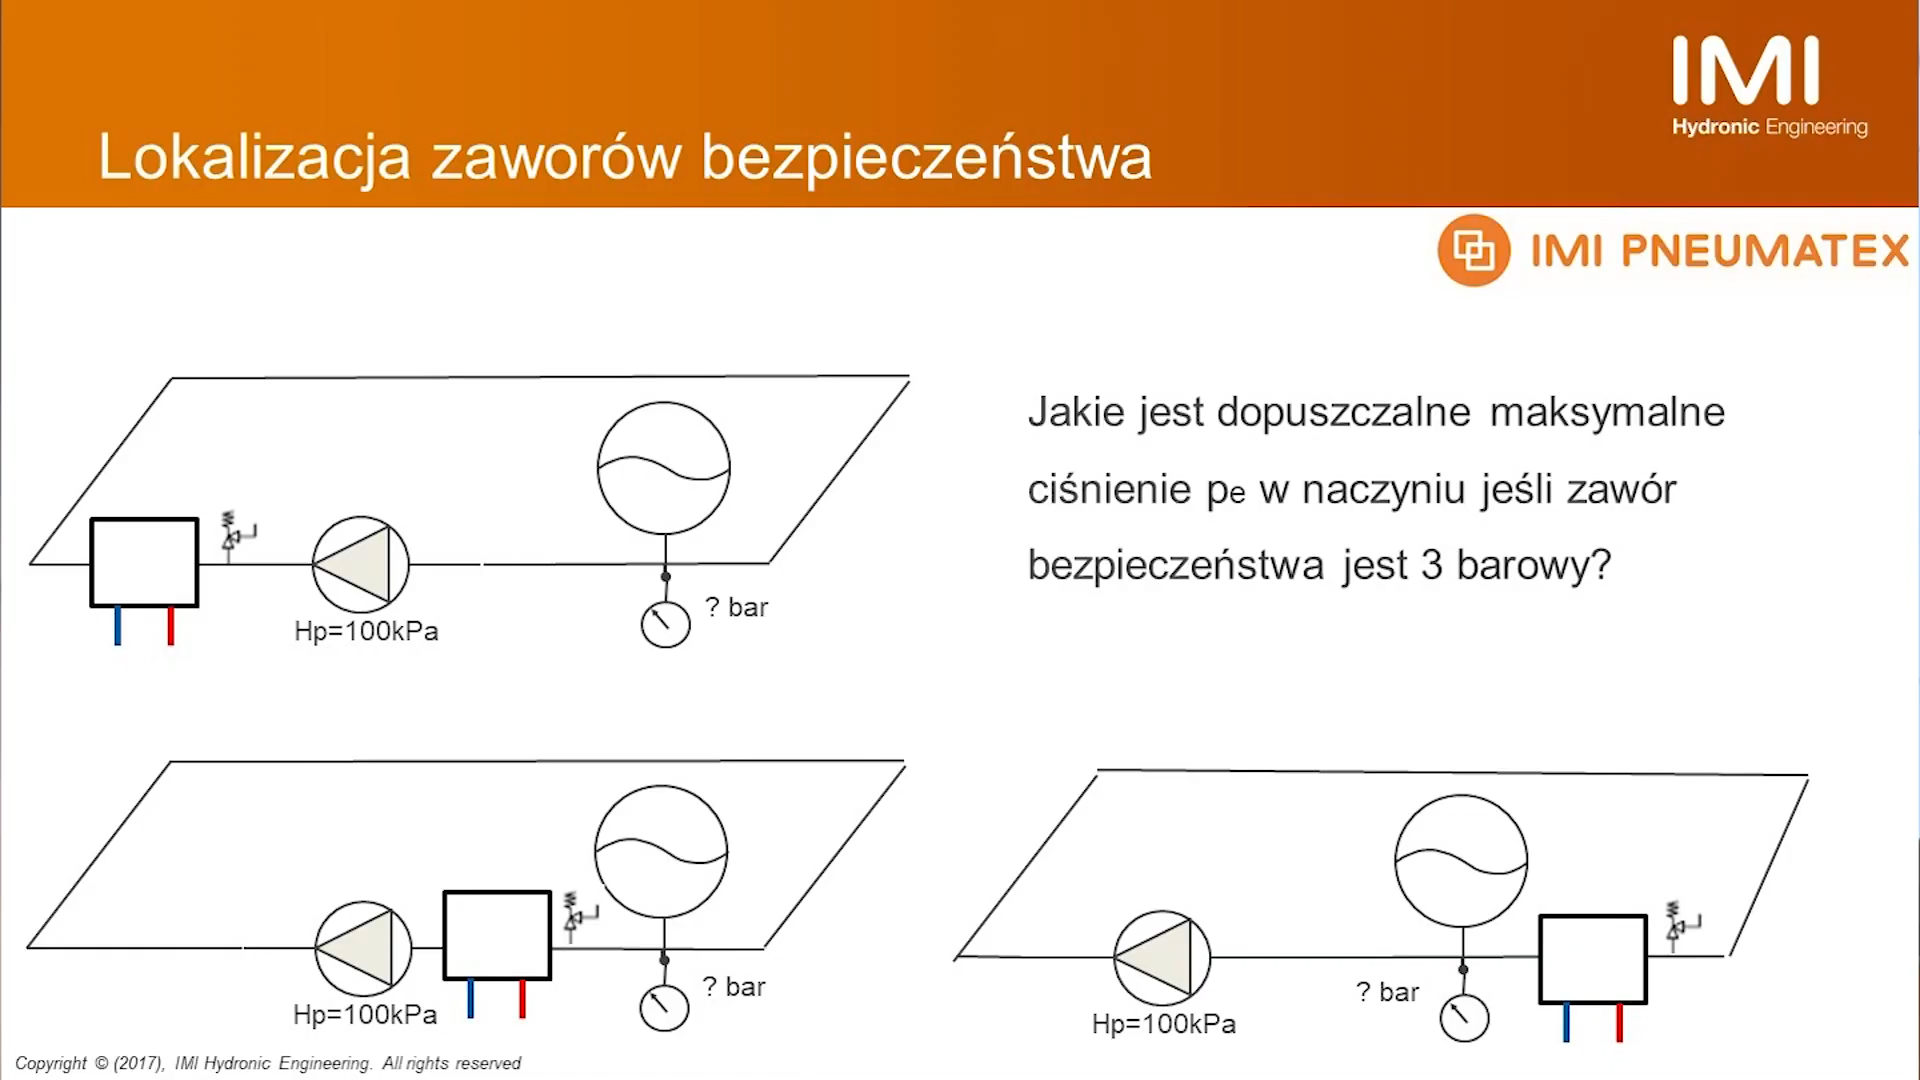 IMI
Hydronic Engineering
Lokalizacja zaworów bezpieczeństwa
IMI PNEUMATEX
Jakie jest dopuszczalne maksymalne
ciśnienie pe w naczyniu jeśli zawór
bezpieczeństwa jest 3 barowy?
? bar
Hp=100kPa
? bar
Hp=100kPa
? bar
Hp=100kPa
Copyright © (2017), IMI Hydronic Engineering. All rights reserved